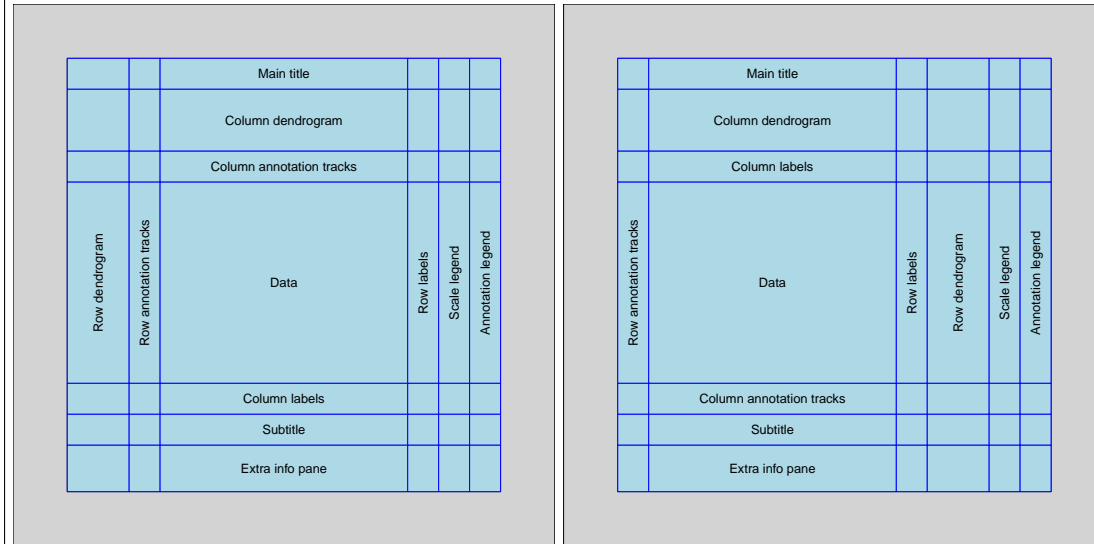 Main title
Column dendrogram
Column annotation tracks
Row dendrogram
Row annotation tracks
Data
Row labels
Scale legend
Annotation legend
Column labels
Subtitle
Extra info pane
Main title
Column dendrogram
Column labels
Row annotation tracks
Data
Row labels
Row dendrogram
Scale legend
Annotation legend
Column annotation tracks
Subtitle
Extra info pane